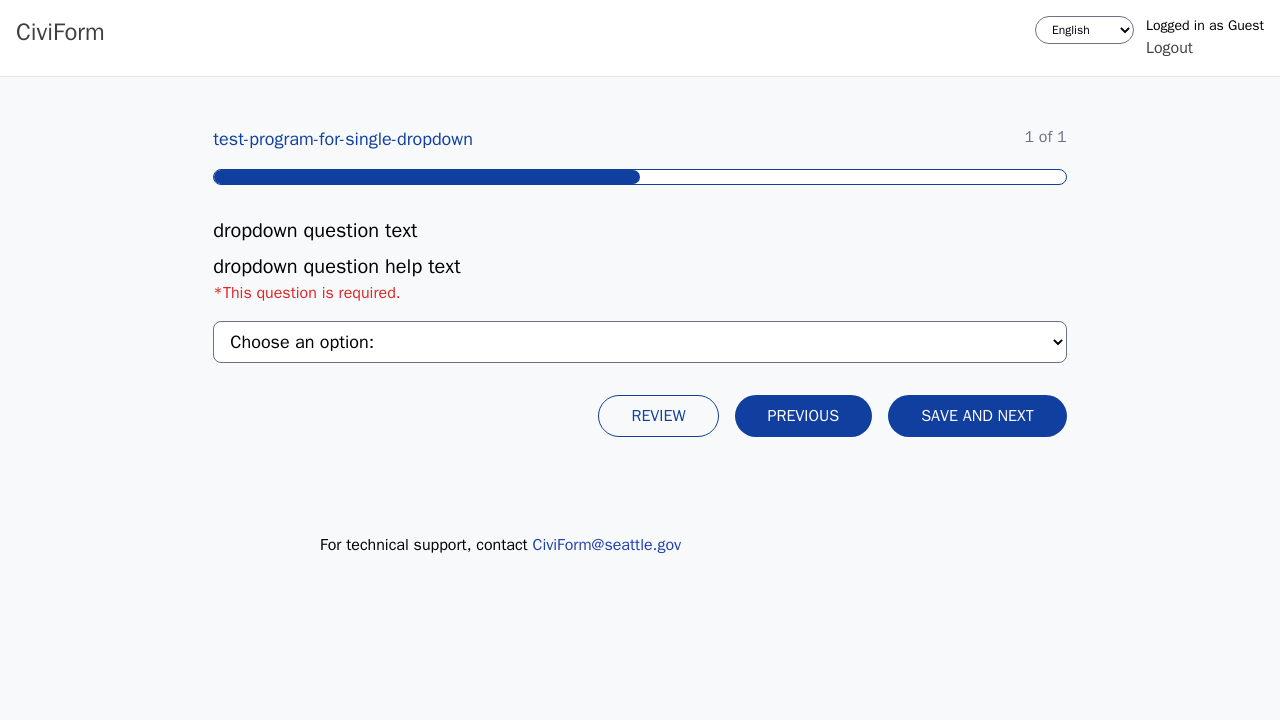 CiviForm
English
Logged in as Guest
Logout
test-program-for-single-dropdown
1 of 1
dropdown question text
dropdown question help text
*This question is required.
Choose an option:
REVIEW
PREVIOUS
SAVE AND NEXT
For technical support, contact CiviForm@seattle.gov